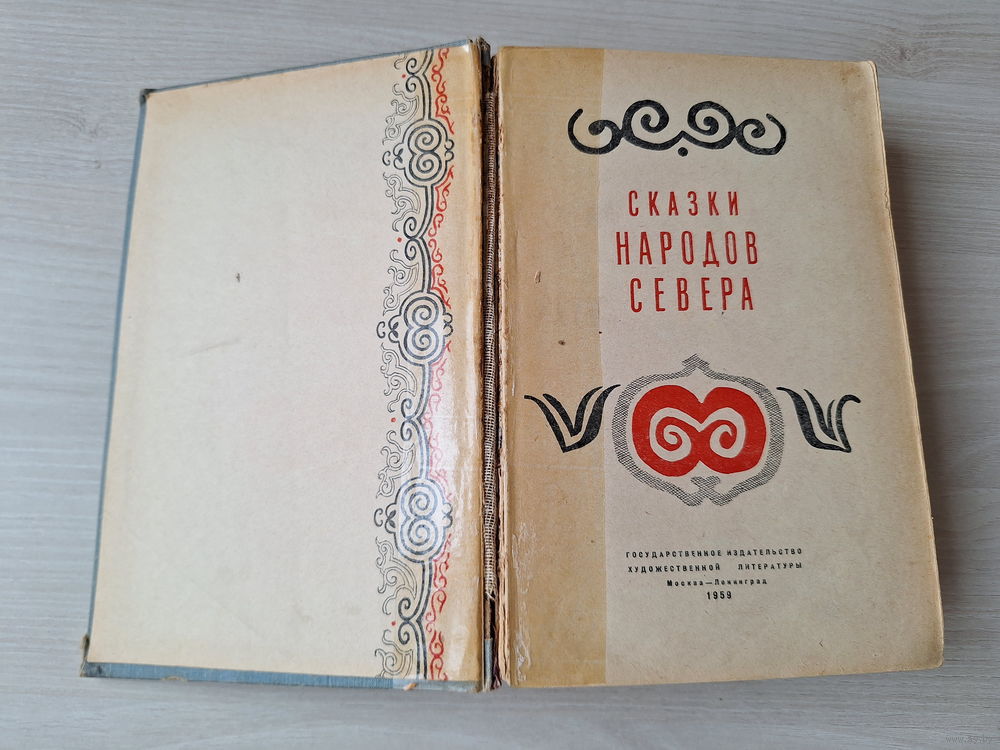 СКАЗКИ
НАРОДОВ
СЕВЕРА
ГОСУДАРСТВЕННОЕ ИЗДАТЕЛЬСТВО
ХУДОЖЕСТВЕННОЙ ЛИТЕРАТУРЫ
Москва—Ленинград
1959